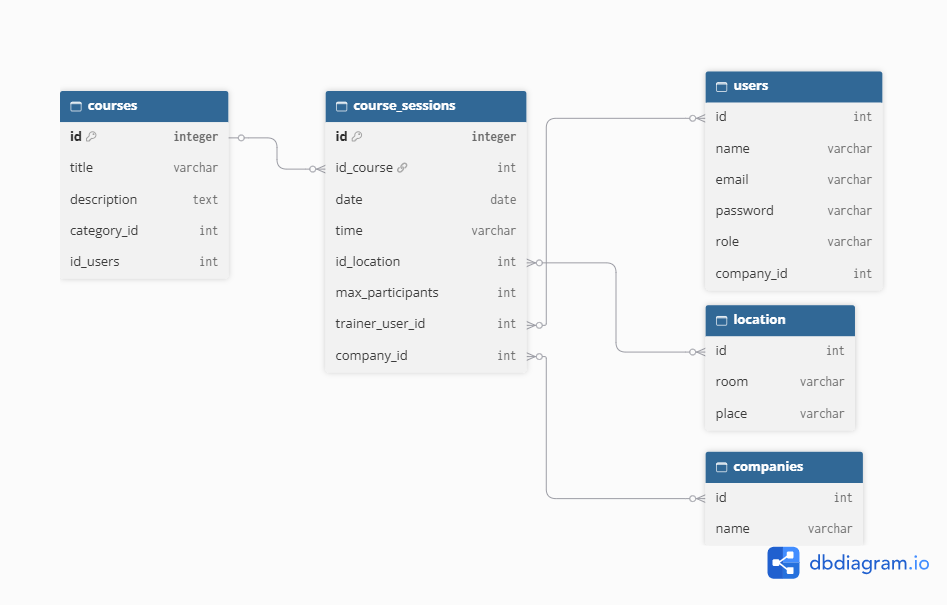 courses
id integer
title varchar
description text
category_id int
id_users int
course_sessions
id integer
id_course int
date date
time varchar
id_location int
max_participants int
trainer_user_id int
company_id int
users
id int
name varchar
email varchar
password varchar
role varchar
company_id int
location
id int
room varchar
place varchar
companies
id int
name varchar
dbdiagram.io